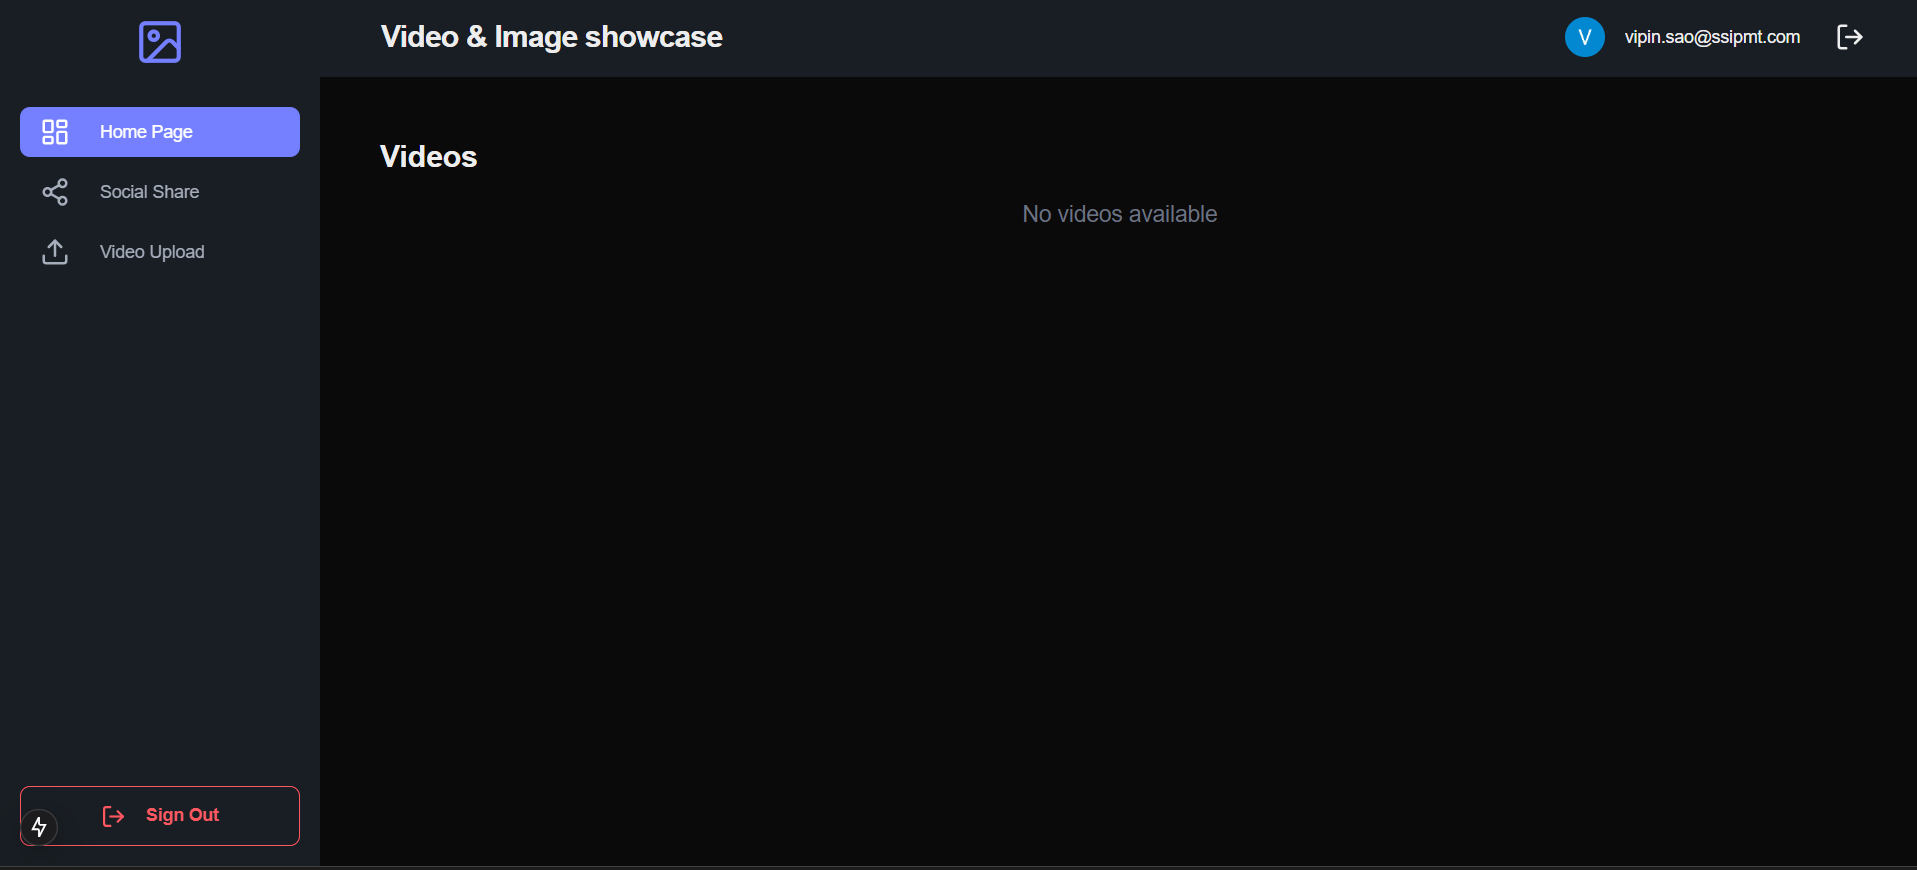 Video & Image showcase
V
vipin.sao@ssipmt.com
Home Page
Social Share
Video Upload
Videos
No videos available
Sign Out